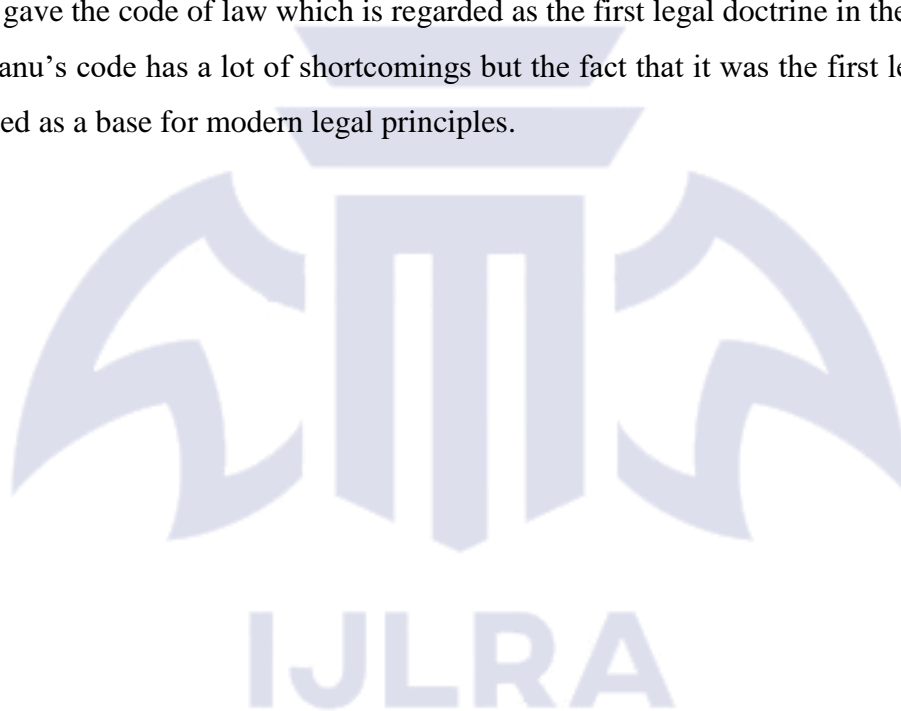 gave the code of law which is regarded as the first legal doctrine in the
anu’s code has a lot of shortcomings but the fact that it was the first le
ed as a base for modern legal principles.
IJLRA